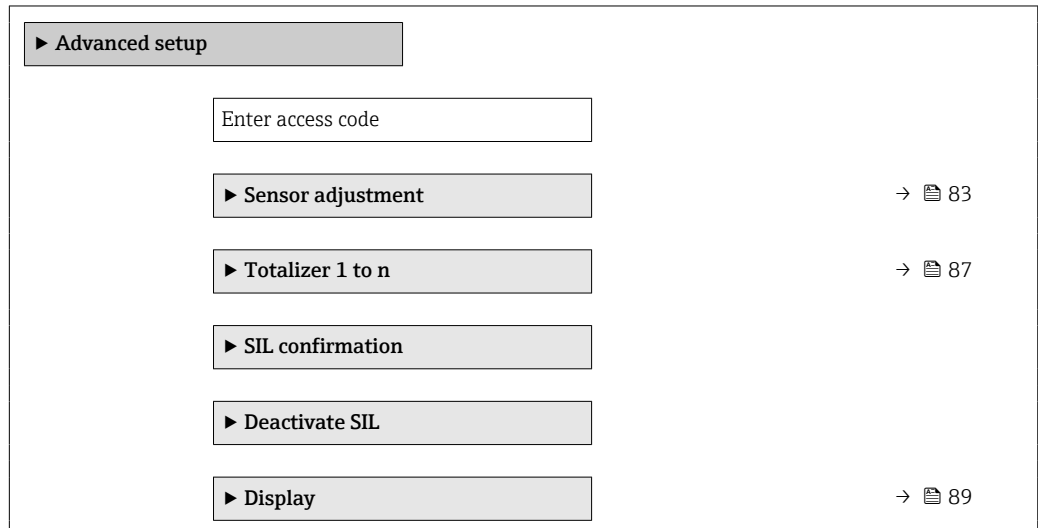 ▶ Advanced setup
Enter access code
▶ Sensor adjustment → 83
▶ Totalizer 1 to n → 87
▶ SIL confirmation
▶ Deactivate SIL
▶ Display → 89